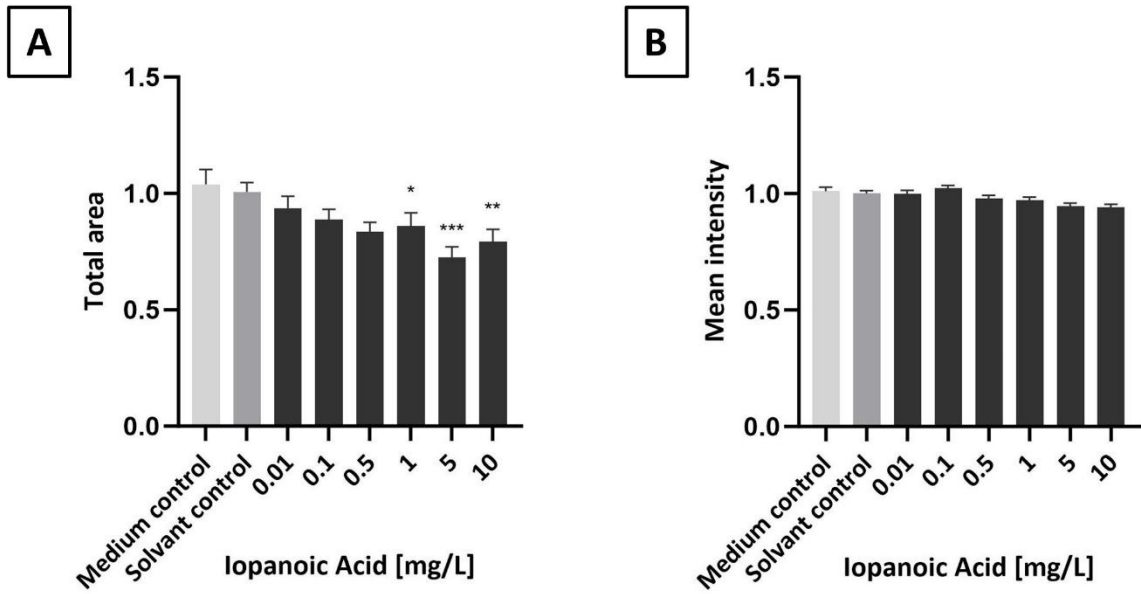 A
Total area
1.5
1.0
0.5
0.0
*
***
**
Medium control
Solvant control
0.01
0.1
0.5
1
5
10
Iopanoic Acid [mg/L]
B
Mean intensity
1.5
1.0
0.5
0.0
Medium control
Solvant control
0.01
0.1
0.5
1
5
10
Iopanoic Acid [mg/L]